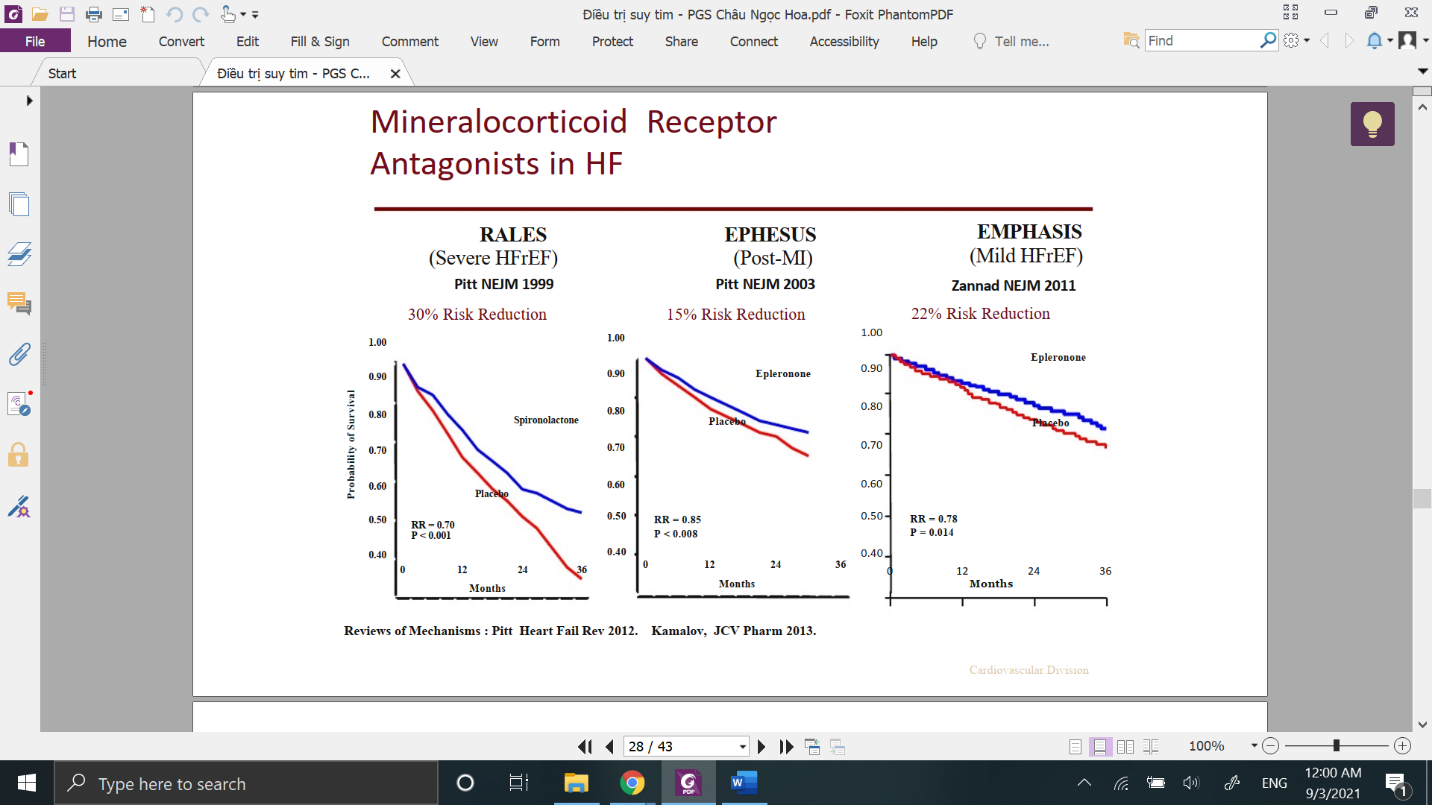 Điều trị suy tim - PGS Châu Ngọc Hoa.pdf - Foxit PhantomPDF
File Home Convert Edit Fill & Sign Comment View Form Protect Share Connect Accessibility Help Tell me... Find
Start Điều trị suy tim - PGS C...
Mineralocorticoid Receptor
Antagonists in HF
RALES
(Severe HFrEF)
Pitt NEJM 1999
30% Risk Reduction
Probability of Survival
1.00
0.90
0.80
0.70
0.60
0.50
0.40
Spironolactone
Placebo
RR = 0.70
P < 0.001
0 12 24 36
Months
EPHESUS
(Post-MI)
Pitt NEJM 2003
15% Risk Reduction
1.00
0.90
0.80
0.70
0.60
0.50
0.40
Epleronone
Placebo
RR = 0.85
P < 0.008
0 12 24 36
Months
EMPHASIS
(Mild HFrEF)
Zannad NEJM 2011
22% Risk Reduction
1.00
0.90
0.80
0.70
0.60
0.50
0.40
Epleronone
Placebo
RR = 0.78
P = 0.014
0 12 24 36
Months
Reviews of Mechanisms : Pitt Heart Fail Rev 2012. Kamalov, JCV Pharm 2013.
Cardiovascular Division
28 / 43
100%
Type here to search
PDF
W
ENG
12:00 AM
9/3/2021
1